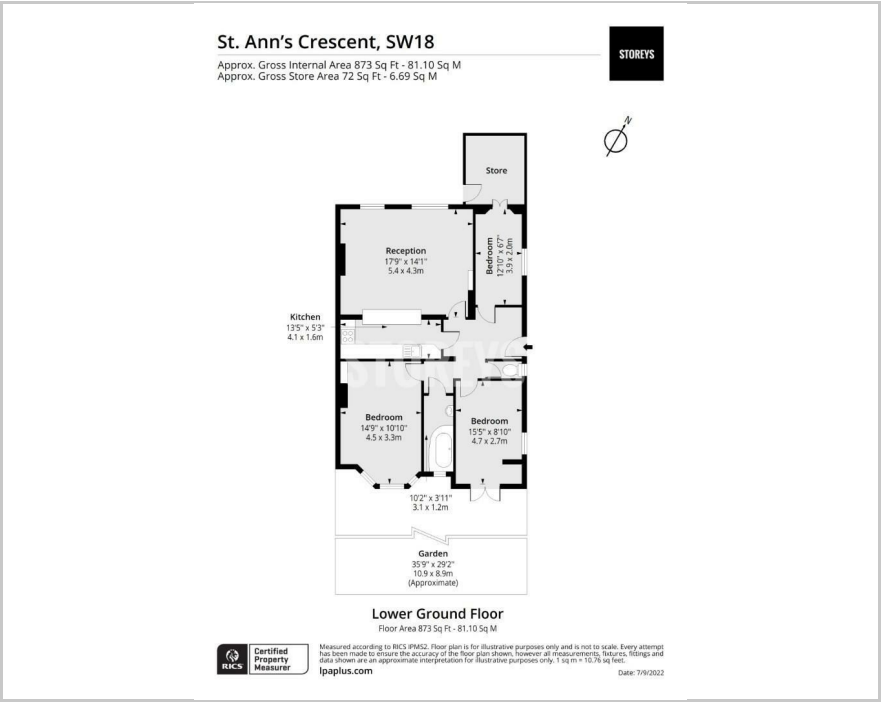 St. Ann's Crescent, SW18
STOREYS
Approx. Gross Internal Area 873 Sq Ft - 81.10 Sq M
Approx. Gross Store Area 72 Sq Ft - 6.69 Sq M
N
Store
Reception
17'9" x 14'1"
5.4 x 4.3m
Bedroom
12'10" x 6'7"
3.9 x 2.0m
Kitchen
13'5" x 5'3"
4.1 x 1.6m
STOREYS
Bedroom
14'9" x 10'10"
4.5 x 3.3m
Bedroom
15'5" x 8'10"
4.7 x 2.7m
10'2" x 3'11"
3.1 x 1.2m
Garden
35'9" x 29'2"
10.9 x 8.9m
(Approximate)
Lower Ground Floor
Floor Area 873 Sq Ft - 81.10 Sq M
RICS
Certified
Property
Measurer
Measured according to RICS IPMS2. Floor plan is for illustrative purposes only and is not to scale. Every attempt
has been made to ensure the accuracy of the floor plan shown, however all measurements, fixtures, fittings and
data shown are an approximate interpretation for illustrative purposes only. 1 sq m = 10.76 sq feet.
lpaplus.com
Date: 7/9/2022